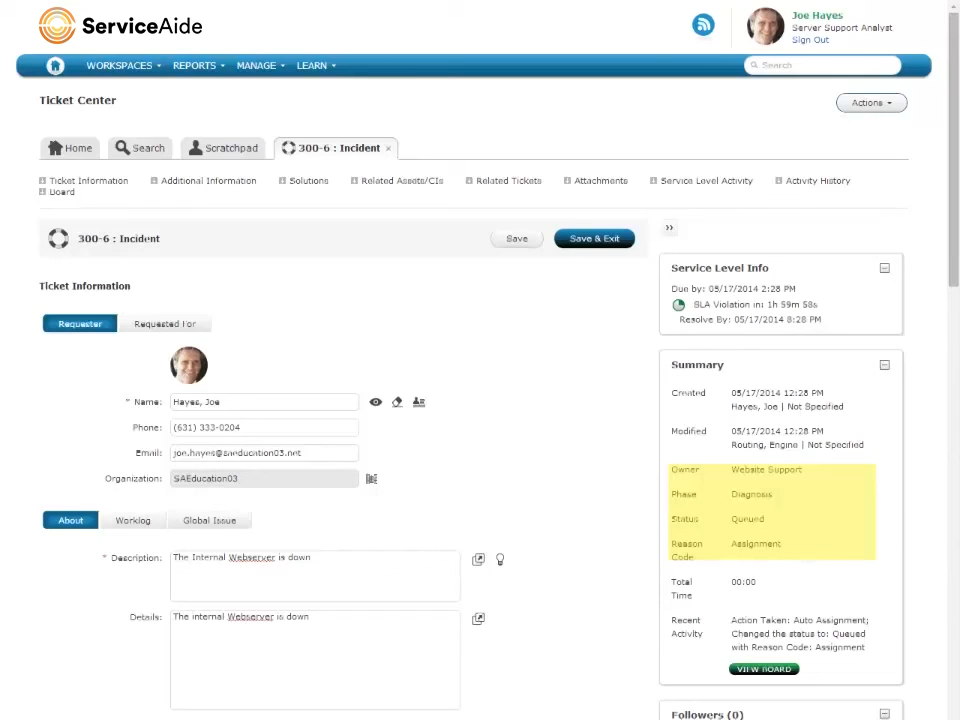 ServiceAide
Joe Hayes
Server Support Analyst
Sign Out
WORKSPACES REPORTS MANAGE LEARN
Search
Ticket Center
Actions
Home Search Scratchpad 300-6 : Incident ×
Ticket Information Additional Information Solutions Related Assets/CIs Related Tickets Attachments Service Level Activity Activity History
Board
300-6 : Incident
Save Save & Exit
»
Ticket Information
Requester Requested For
* Name: Hayes, Joe
Phone: (631) 333-0204
Email: joe.hayes@saeducation03.net
Organization: SAEducation03
About Worklog Global Issue
* Description: The Internal Webserver is down
Details: The internal Webserver is down
Service Level Info
Due by: 05/17/2014 2:28 PM
SLA Violation in: 1h 59m 58s
Resolve By: 05/17/2014 8:28 PM
Summary
Created 05/17/2014 12:28 PM
Hayes, Joe | Not Specified
Modified 05/17/2014 12:28 PM
Routing, Engine | Not Specified
Owner Website Support
Phase Diagnosis
Status Queued
Reason Assignment
Code
Total 00:00
Time
Recent Action Taken: Auto Assignment;
Activity Changed the status to: Queued
with Reason Code: Assignment
VIEW BOARD
Followers (0)